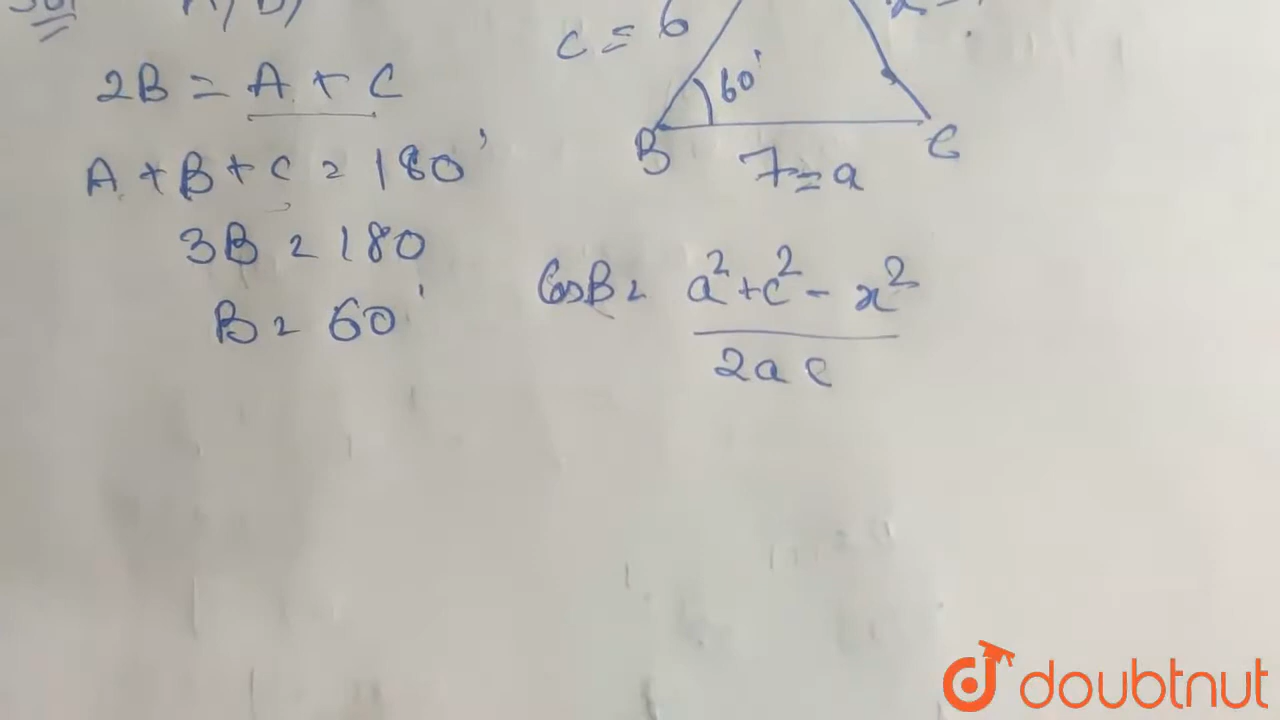 A, B,
2B = A + C
A + B + C = 180°
3B = 180
B = 60°
c = 6
60°
B
C
7 = a
CosB = a² + c² - x²
2ac
doubtnut